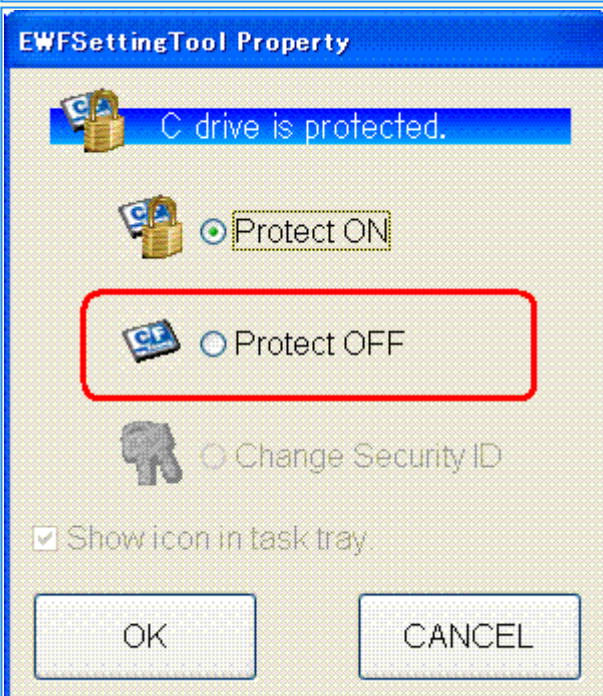 EWFSettingTool Property
C drive is protected.
Protect ON
CF
Protect OFF
Change Security ID
Show icon in task tray.
OK
CANCEL